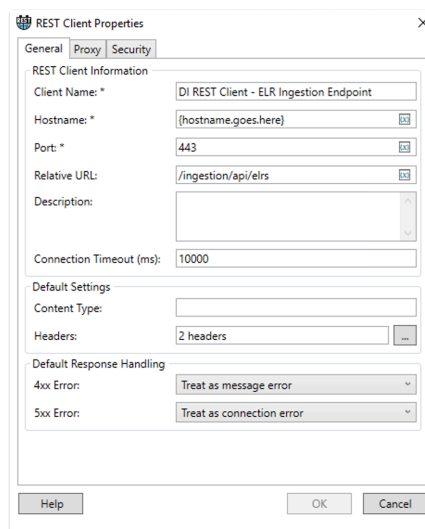 REST Client Properties
General Proxy Security
REST Client Information
Client Name: * DI REST Client - ELR Ingestion Endpoint
Hostname: * {hostname.goes.here}
Port: * 443
Relative URL: /ingestion/api/elrs
Description:
Connection Timeout (ms): 10000
Default Settings
Content Type:
Headers: 2 headers ...
Default Response Handling
4xx Error: Treat as message error
5xx Error: Treat as connection error
Help OK Cancel